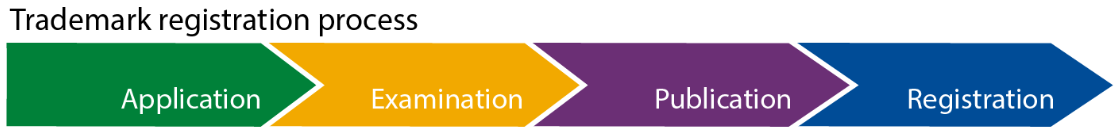 Trademark registration process
Application Examination Publication Registration